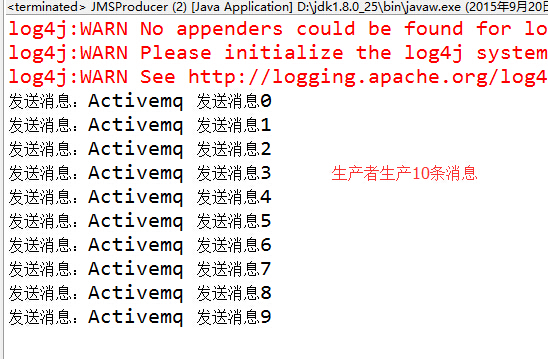 <terminated> JMSProducer (2) [Java Application] D:\jdk1.8.0_25\bin\javaw.exe (2015年9月20日
log4j:WARN No appenders could be found for lo
log4j:WARN Please initialize the log4j system
log4j:WARN See http://logging.apache.org/log4
发送消息：Activemq 发送消息0
发送消息：Activemq 发送消息1
发送消息：Activemq 发送消息2
发送消息：Activemq 发送消息3 生产者生产10条消息
发送消息：Activemq 发送消息4
发送消息：Activemq 发送消息5
发送消息：Activemq 发送消息6
发送消息：Activemq 发送消息7
发送消息：Activemq 发送消息8
发送消息：Activemq 发送消息9